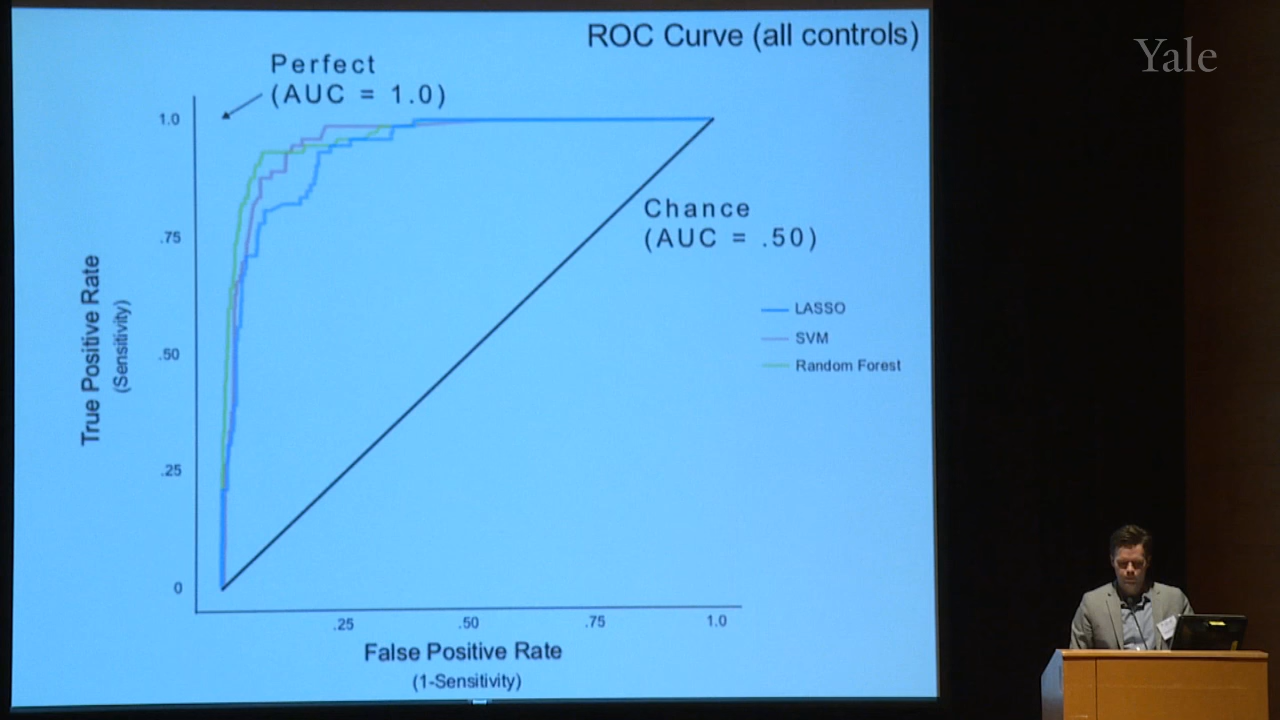 ROC Curve (all controls)
Yale
Perfect
(AUC = 1.0)
1.0
.75
.50
.25
0
True Positive Rate
(Sensitivity)
Chance
(AUC = .50)
LASSO
SVM
Random Forest
.25
.50
.75
1.0
False Positive Rate
(1-Sensitivity)